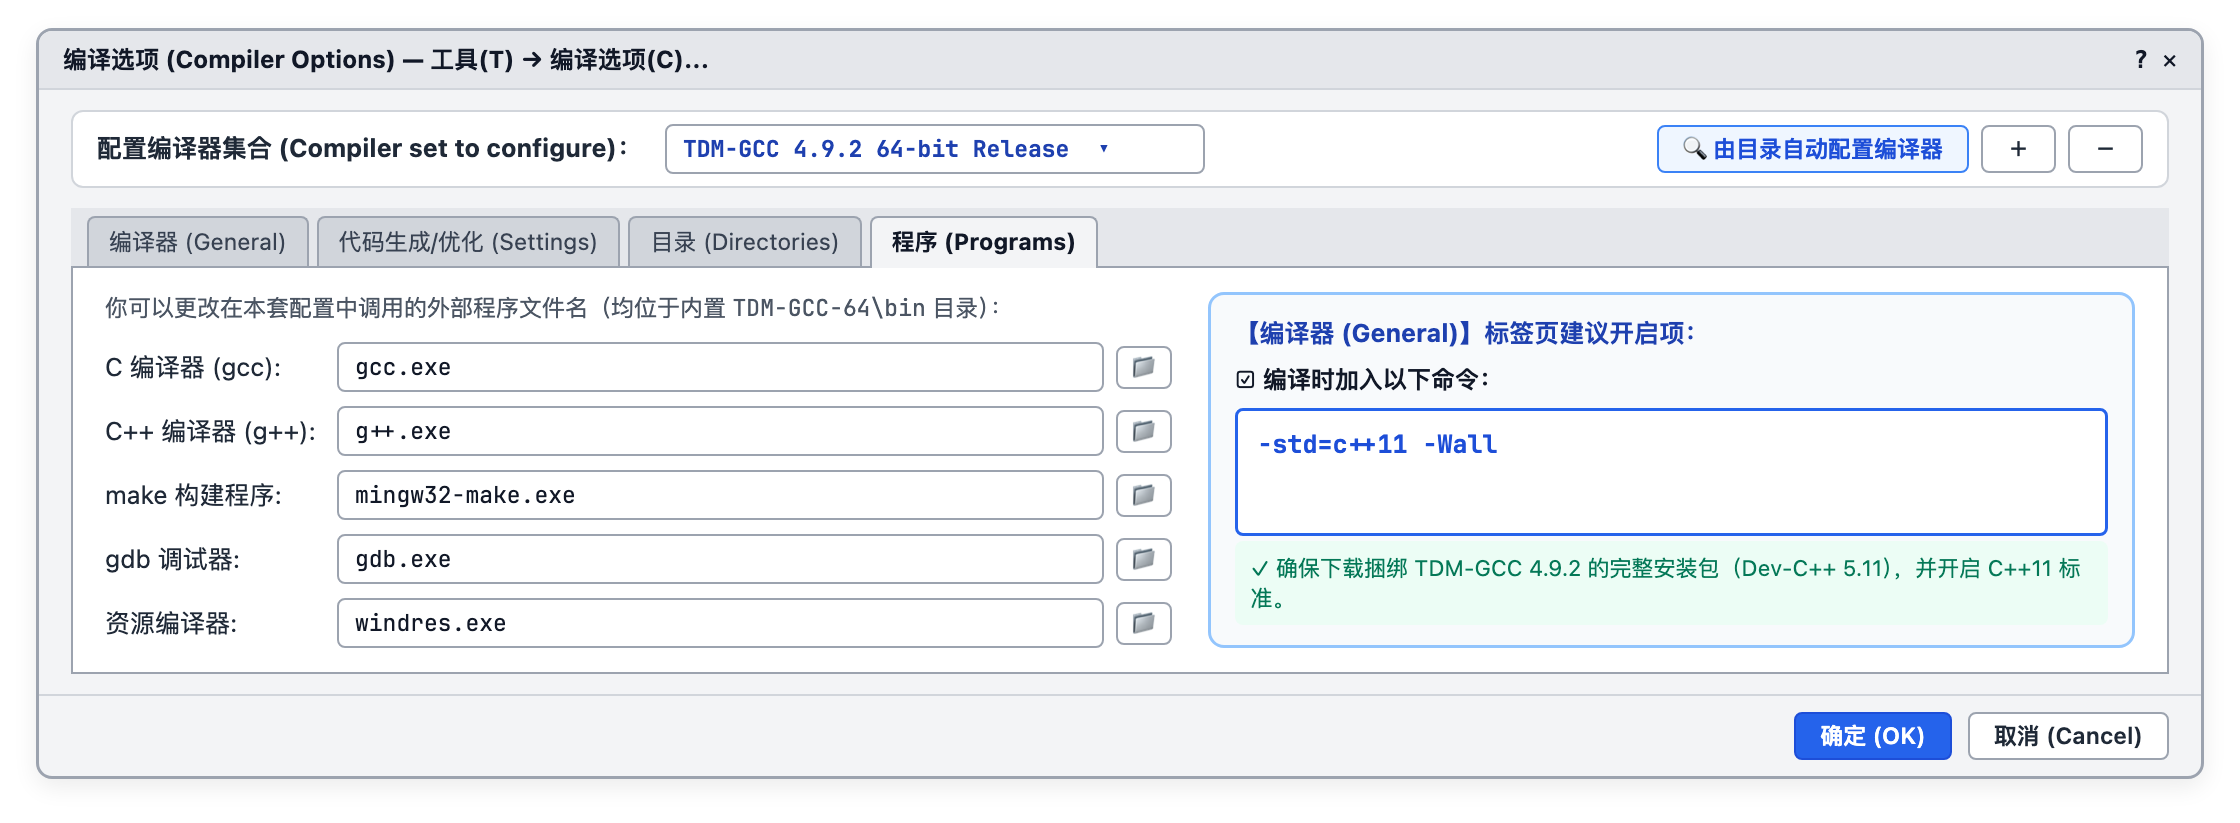 编译选项 (Compiler Options) — 工具(T) → 编译选项(C)...
? ×
配置编译器集合 (Compiler set to configure):
TDM-GCC 4.9.2 64-bit Release ▾
🔍 由目录自动配置编译器
+
−
编译器 (General)
代码生成/优化 (Settings)
目录 (Directories)
程序 (Programs)
你可以更改在本套配置中调用的外部程序文件名（均位于内置 TDM-GCC-64\bin 目录）:
C 编译器 (gcc):
gcc.exe
C++ 编译器 (g++):
g++.exe
make 构建程序:
mingw32-make.exe
gdb 调试器:
gdb.exe
资源编译器:
windres.exe
【编译器 (General)】标签页建议开启项:
☑ 编译时加入以下命令:
-std=c++11 -Wall
✓ 确保下载捆绑 TDM-GCC 4.9.2 的完整安装包（Dev-C++ 5.11），并开启 C++11 标
准。
确定 (OK)
取消 (Cancel)